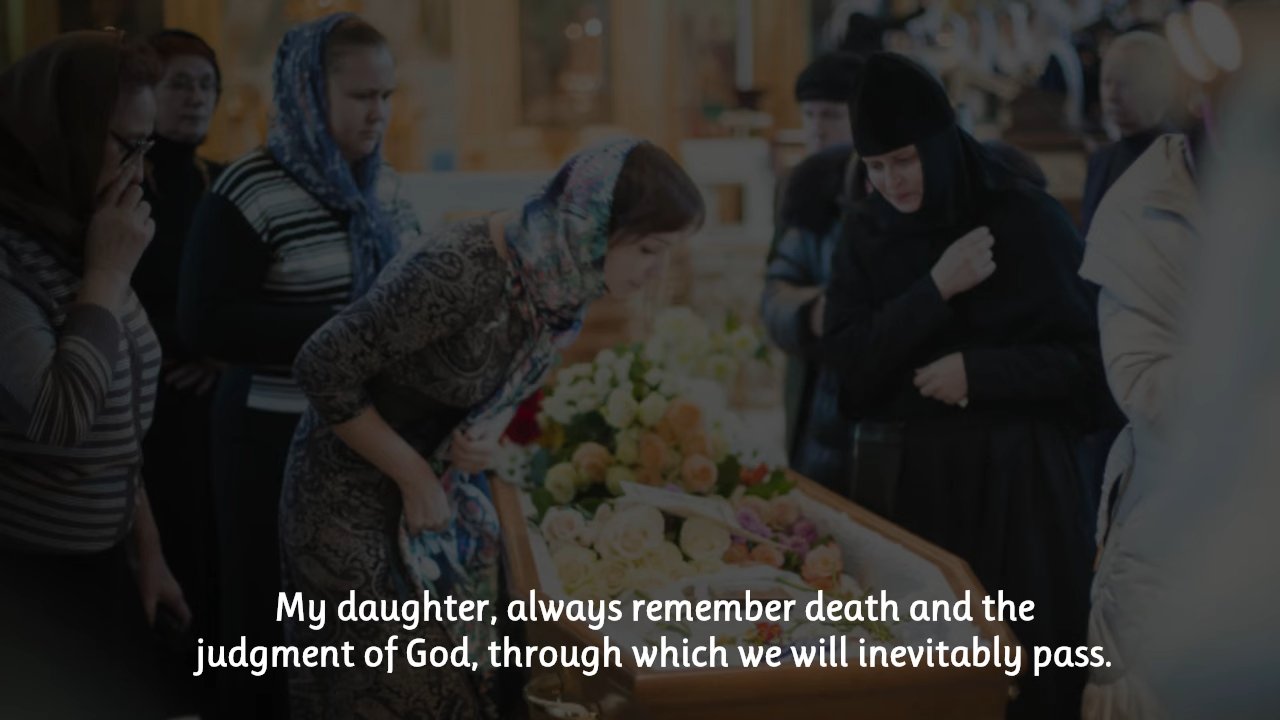 My daughter, always remember death and the
judgment of God, through which we will inevitably pass.